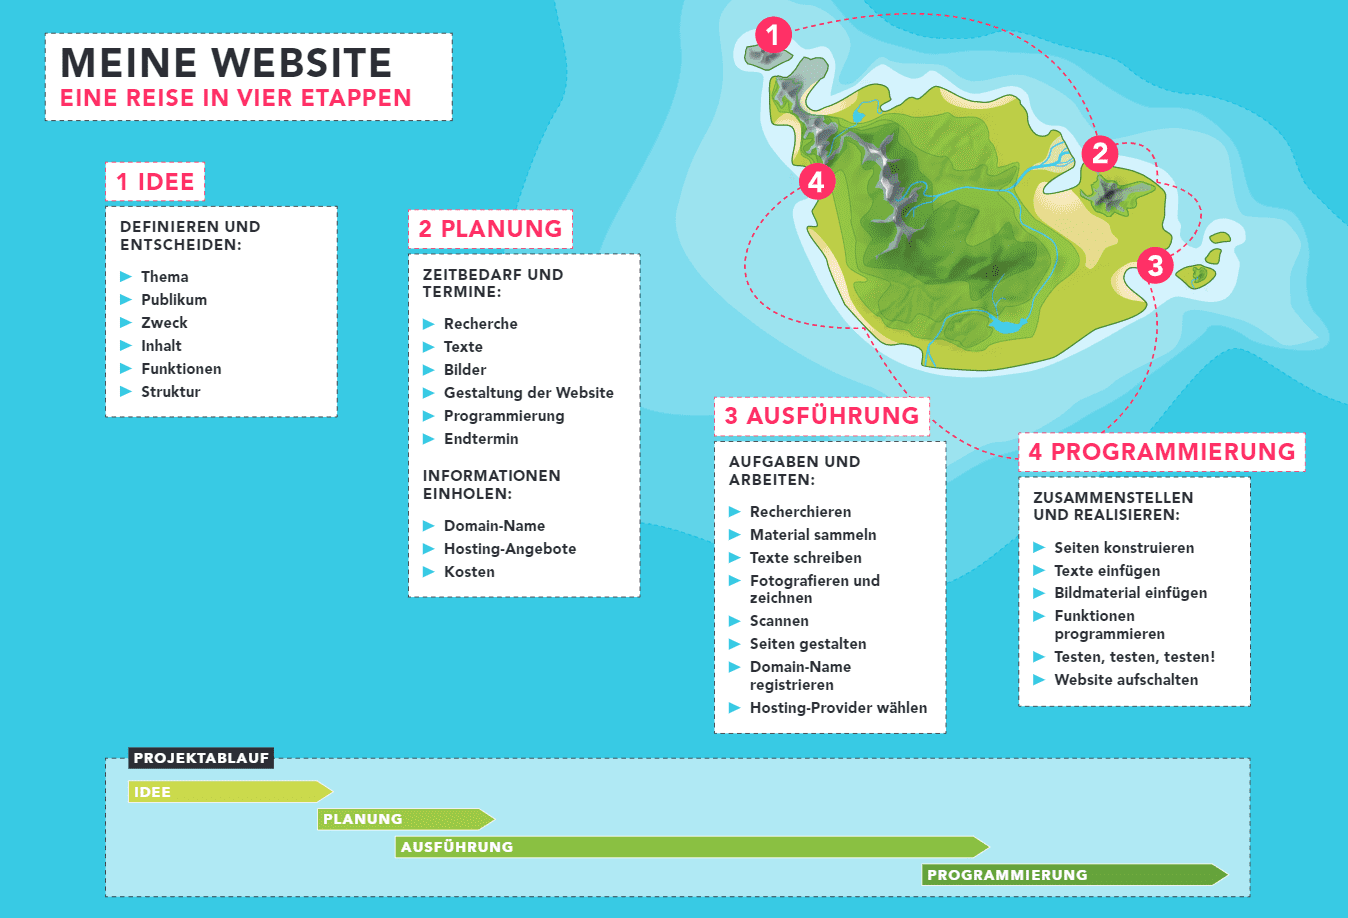 MEINE WEBSITE
EINE REISE IN VIER ETAPPEN
1
2
3
4
1 IDEE
DEFINIEREN UND
ENTSCHEIDEN:
Thema
Publikum
Zweck
Inhalt
Funktionen
Struktur
2 PLANUNG
ZEITBEDARF UND
TERMINE:
Recherche
Texte
Bilder
Gestaltung der Website
Programmierung
Endtermin
INFORMATIONEN
EINHOLEN:
Domain-Name
Hosting-Angebote
Kosten
3 AUSFÜHRUNG
AUFGABEN UND
ARBEITEN:
Recherchieren
Material sammeln
Texte schreiben
Fotografieren und
zeichnen
Scannen
Seiten gestalten
Domain-Name
registrieren
Hosting-Provider wählen
4 PROGRAMMIERUNG
ZUSAMMENSTELLEN
UND REALISIEREN:
Seiten konstruieren
Texte einfügen
Bildmaterial einfügen
Funktionen
programmieren
Testen, testen, testen!
Website aufschalten
PROJEKTABLAUF
IDEE
PLANUNG
AUSFÜHRUNG
PROGRAMMIERUNG